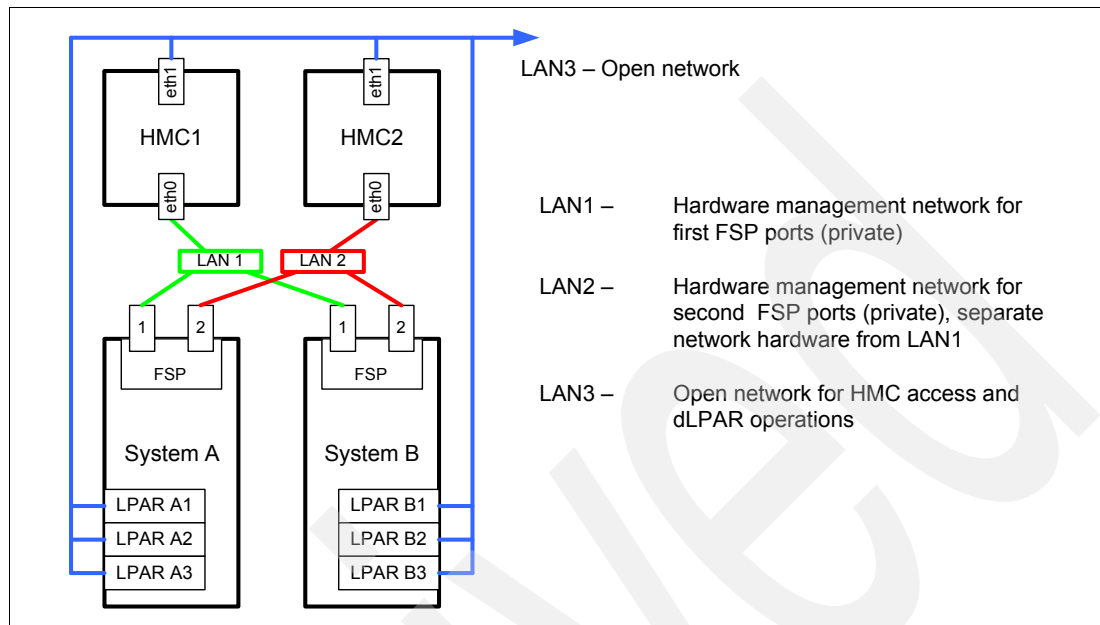 LAN3 – Open network
eth1
eth1
HMC1
HMC2
eth0
eth0
LAN 1
LAN 2
1
2
1
2
FSP
FSP
System A
System B
LPAR A1
LPAR A2
LPAR A3
LPAR B1
LPAR B2
LPAR B3
LAN1 – Hardware management network for
first FSP ports (private)
LAN2 – Hardware management network for
second FSP ports (private), separate
network hardware from LAN1
LAN3 – Open network for HMC access and
dLPAR operations